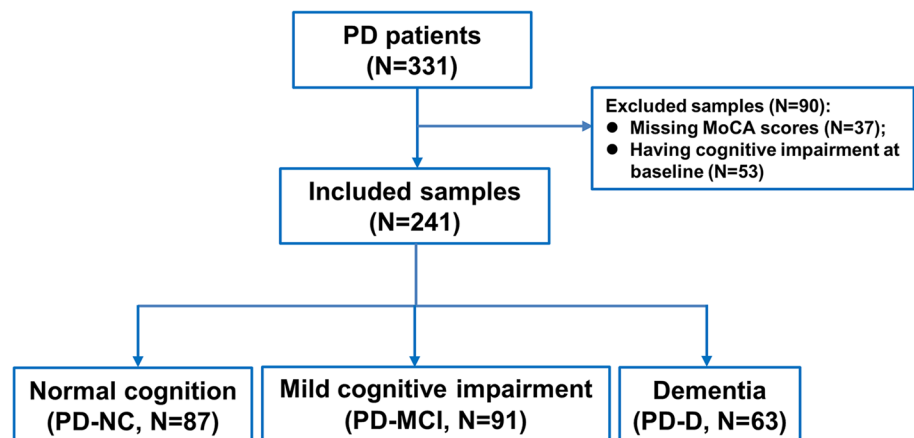 PD patients
(N=331)
Excluded samples (N=90):
● Missing MoCA scores (N=37);
● Having cognitive impairment at
baseline (N=53)
Included samples
(N=241)
Normal cognition
(PD-NC, N=87)
Mild cognitive impairment
(PD-MCI, N=91)
Dementia
(PD-D, N=63)